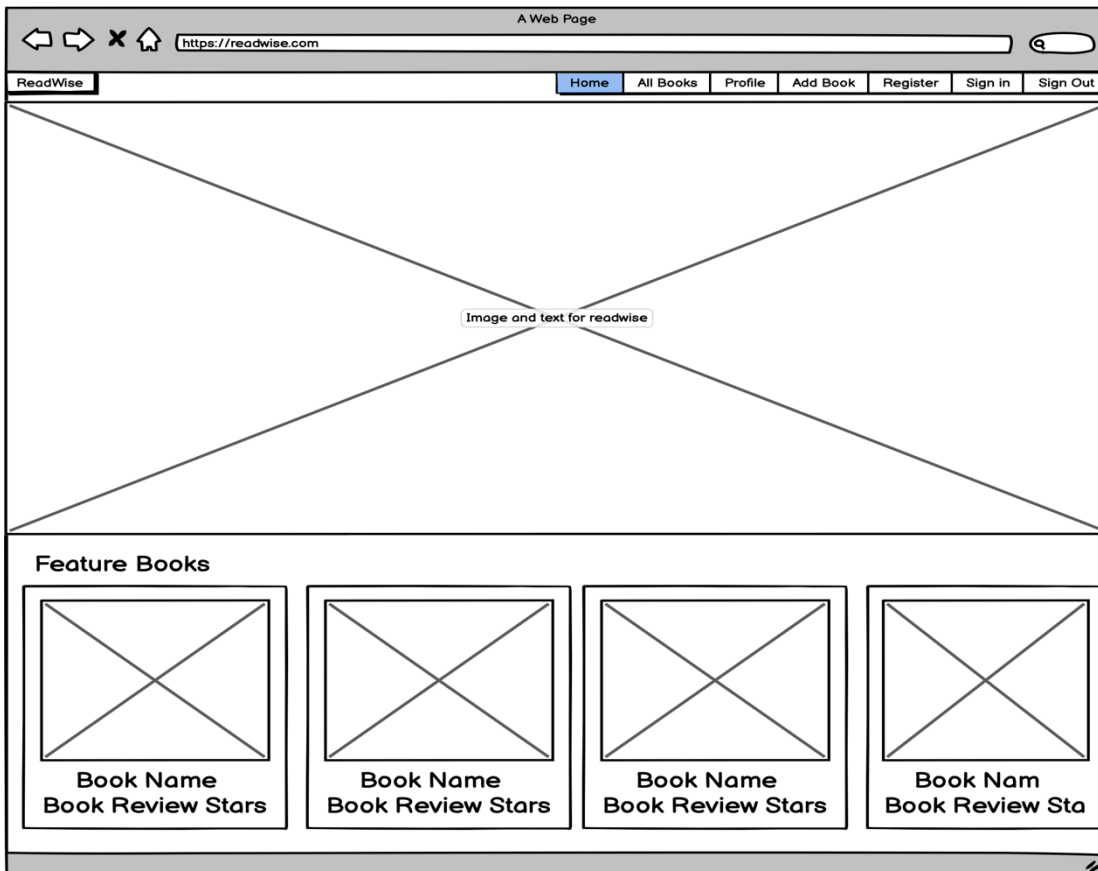 A Web Page
https://readwise.com
ReadWise Home All Books Profile Add Book Register Sign in Sign Out
Image and text for readwise
Feature Books
Book Name Book Name Book Name Book Nam
Book Review Stars Book Review Stars Book Review Stars Book Review Sta